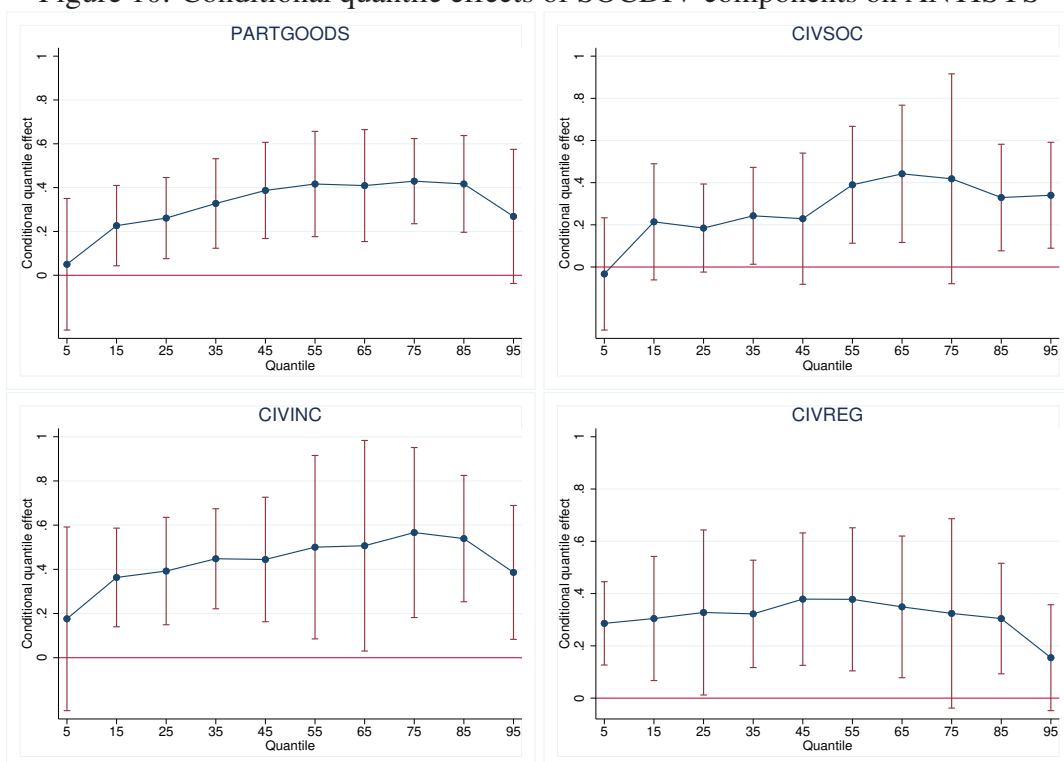 Figure 10: Conditional quantile effects of SOCDIV components on ANTISYS
PARTGOODS
Conditional quantile effect
0 .2 .4 .6 .8 1
5 15 25 35 45 55 65 75 85 95
Quantile
CIVSOC
Conditional quantile effect
0 .2 .4 .6 .8 1
5 15 25 35 45 55 65 75 85 95
Quantile
CIVINC
Conditional quantile effect
0 .2 .4 .6 .8 1
5 15 25 35 45 55 65 75 85 95
Quantile
CIVREG
Conditional quantile effect
0 .2 .4 .6 .8 1
5 15 25 35 45 55 65 75 85 95
Quantile